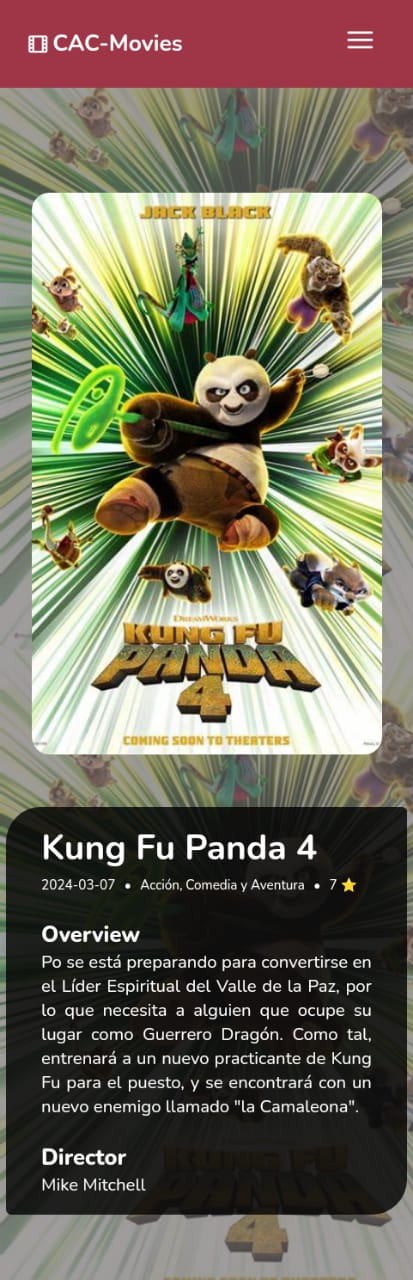 CAC-Movies
JACK BLACK
DREAMWORKS
KUNG FU
PANDA
4
COMING SOON TO THEATERS
Kung Fu Panda 4
2024-03-07 • Acción, Comedia y Aventura • 7 ⭐
Overview
Po se está preparando para convertirse en
el Líder Espiritual del Valle de la Paz, por
lo que necesita a alguien que ocupe su
lugar como Guerrero Dragón. Como tal,
entrenará a un nuevo practicante de Kung
Fu para el puesto, y se encontrará con un
nuevo enemigo llamado "la Camaleona".
Director
Mike Mitchell
KUNG FU
PANDA
4